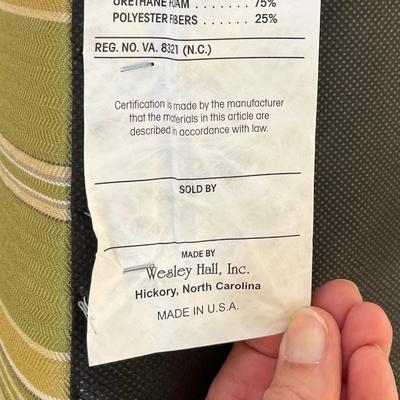 URETHANE FOAM . . . . . . . 75%
POLYESTER FIBERS . . . . . . 25%
REG. NO. VA. 8321 (N.C.)
Certification is made by the manufacturer
that the materials in this article are
described in accordance with law.
SOLD BY
MADE BY
Wesley Hall, Inc.
Hickory, North Carolina
MADE IN U.S.A.